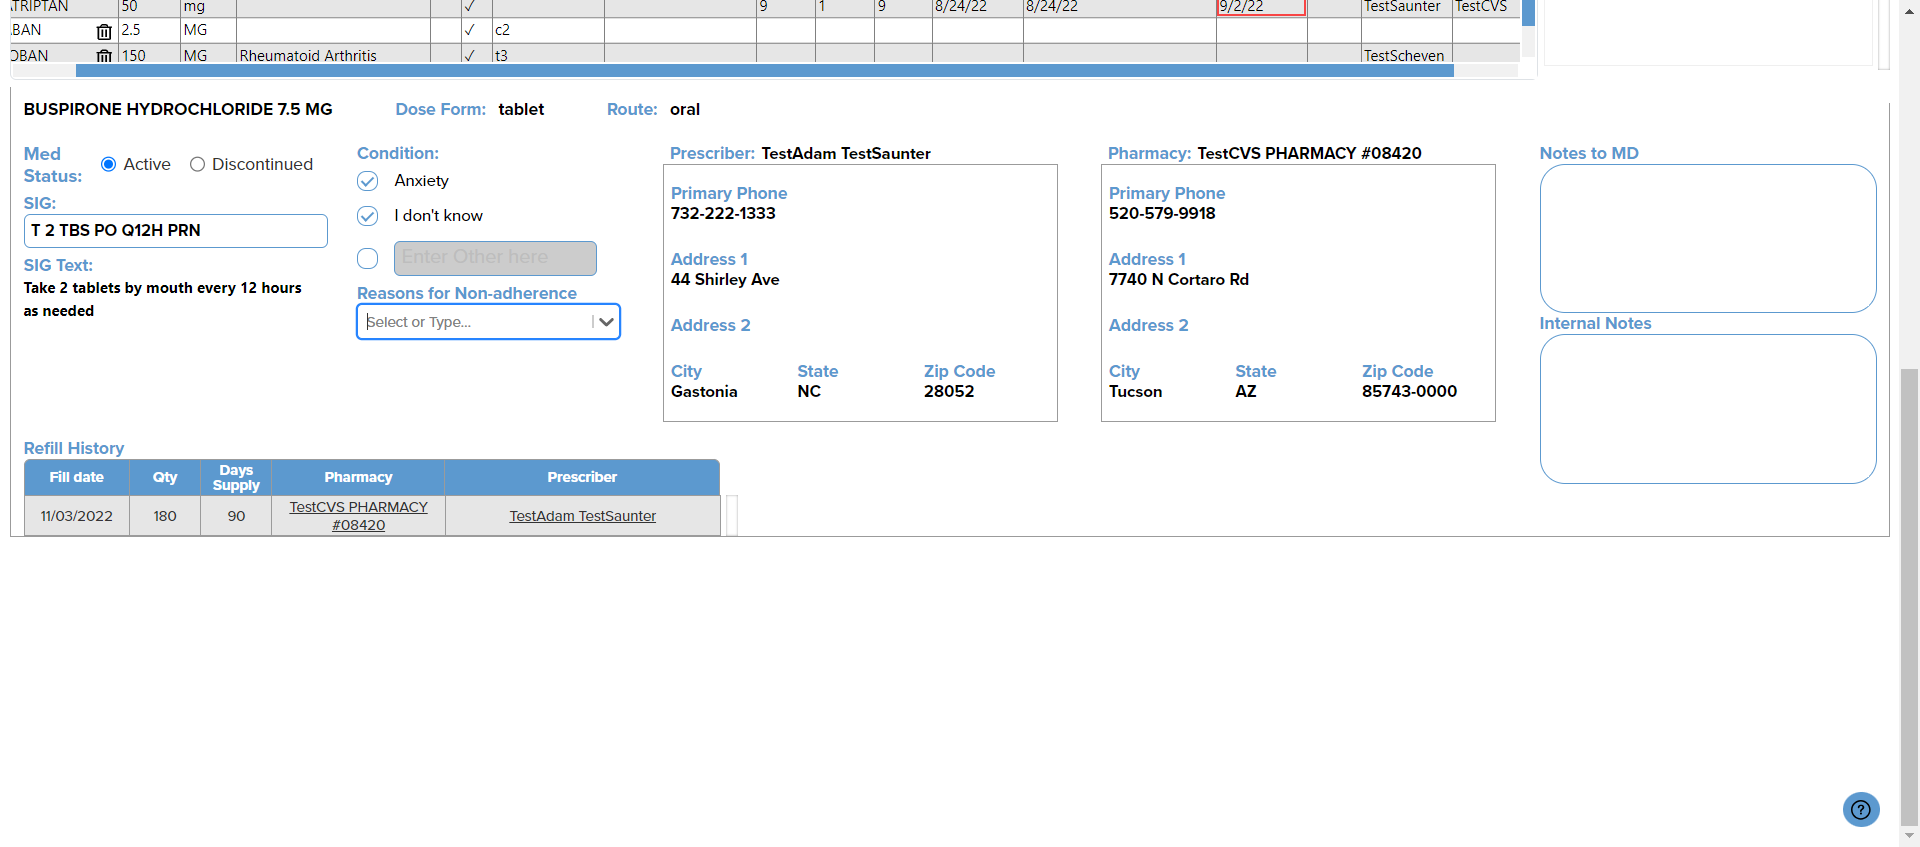 ATRIPTAN 50 mg ✓ 9 1 9 8/24/22 8/24/22 9/2/22 TestSaunter TestCVS
BAN 2.5 MG ✓ c2
OBAN 150 MG Rheumatoid Arthritis ✓ t3 TestScheven
BUSPIRONE HYDROCHLORIDE 7.5 MG Dose Form: tablet Route: oral
Med Status: Active Discontinued
SIG:
T 2 TBS PO Q12H PRN
SIG Text:
Take 2 tablets by mouth every 12 hours
as needed
Condition:
Anxiety
I don't know
Enter Other here
Reasons for Non-adherence
Select or Type...
Prescriber: TestAdam TestSaunter
Primary Phone
732-222-1333
Address 1
44 Shirley Ave
Address 2
City State Zip Code
Gastonia NC 28052
Pharmacy: TestCVS PHARMACY #08420
Primary Phone
520-579-9918
Address 1
7740 N Cortaro Rd
Address 2
City State Zip Code
Tucson AZ 85743-0000
Notes to MD
Internal Notes
Refill History
Fill date Qty Days Supply Pharmacy Prescriber
11/03/2022 180 90 TestCVS PHARMACY #08420 TestAdam TestSaunter
?